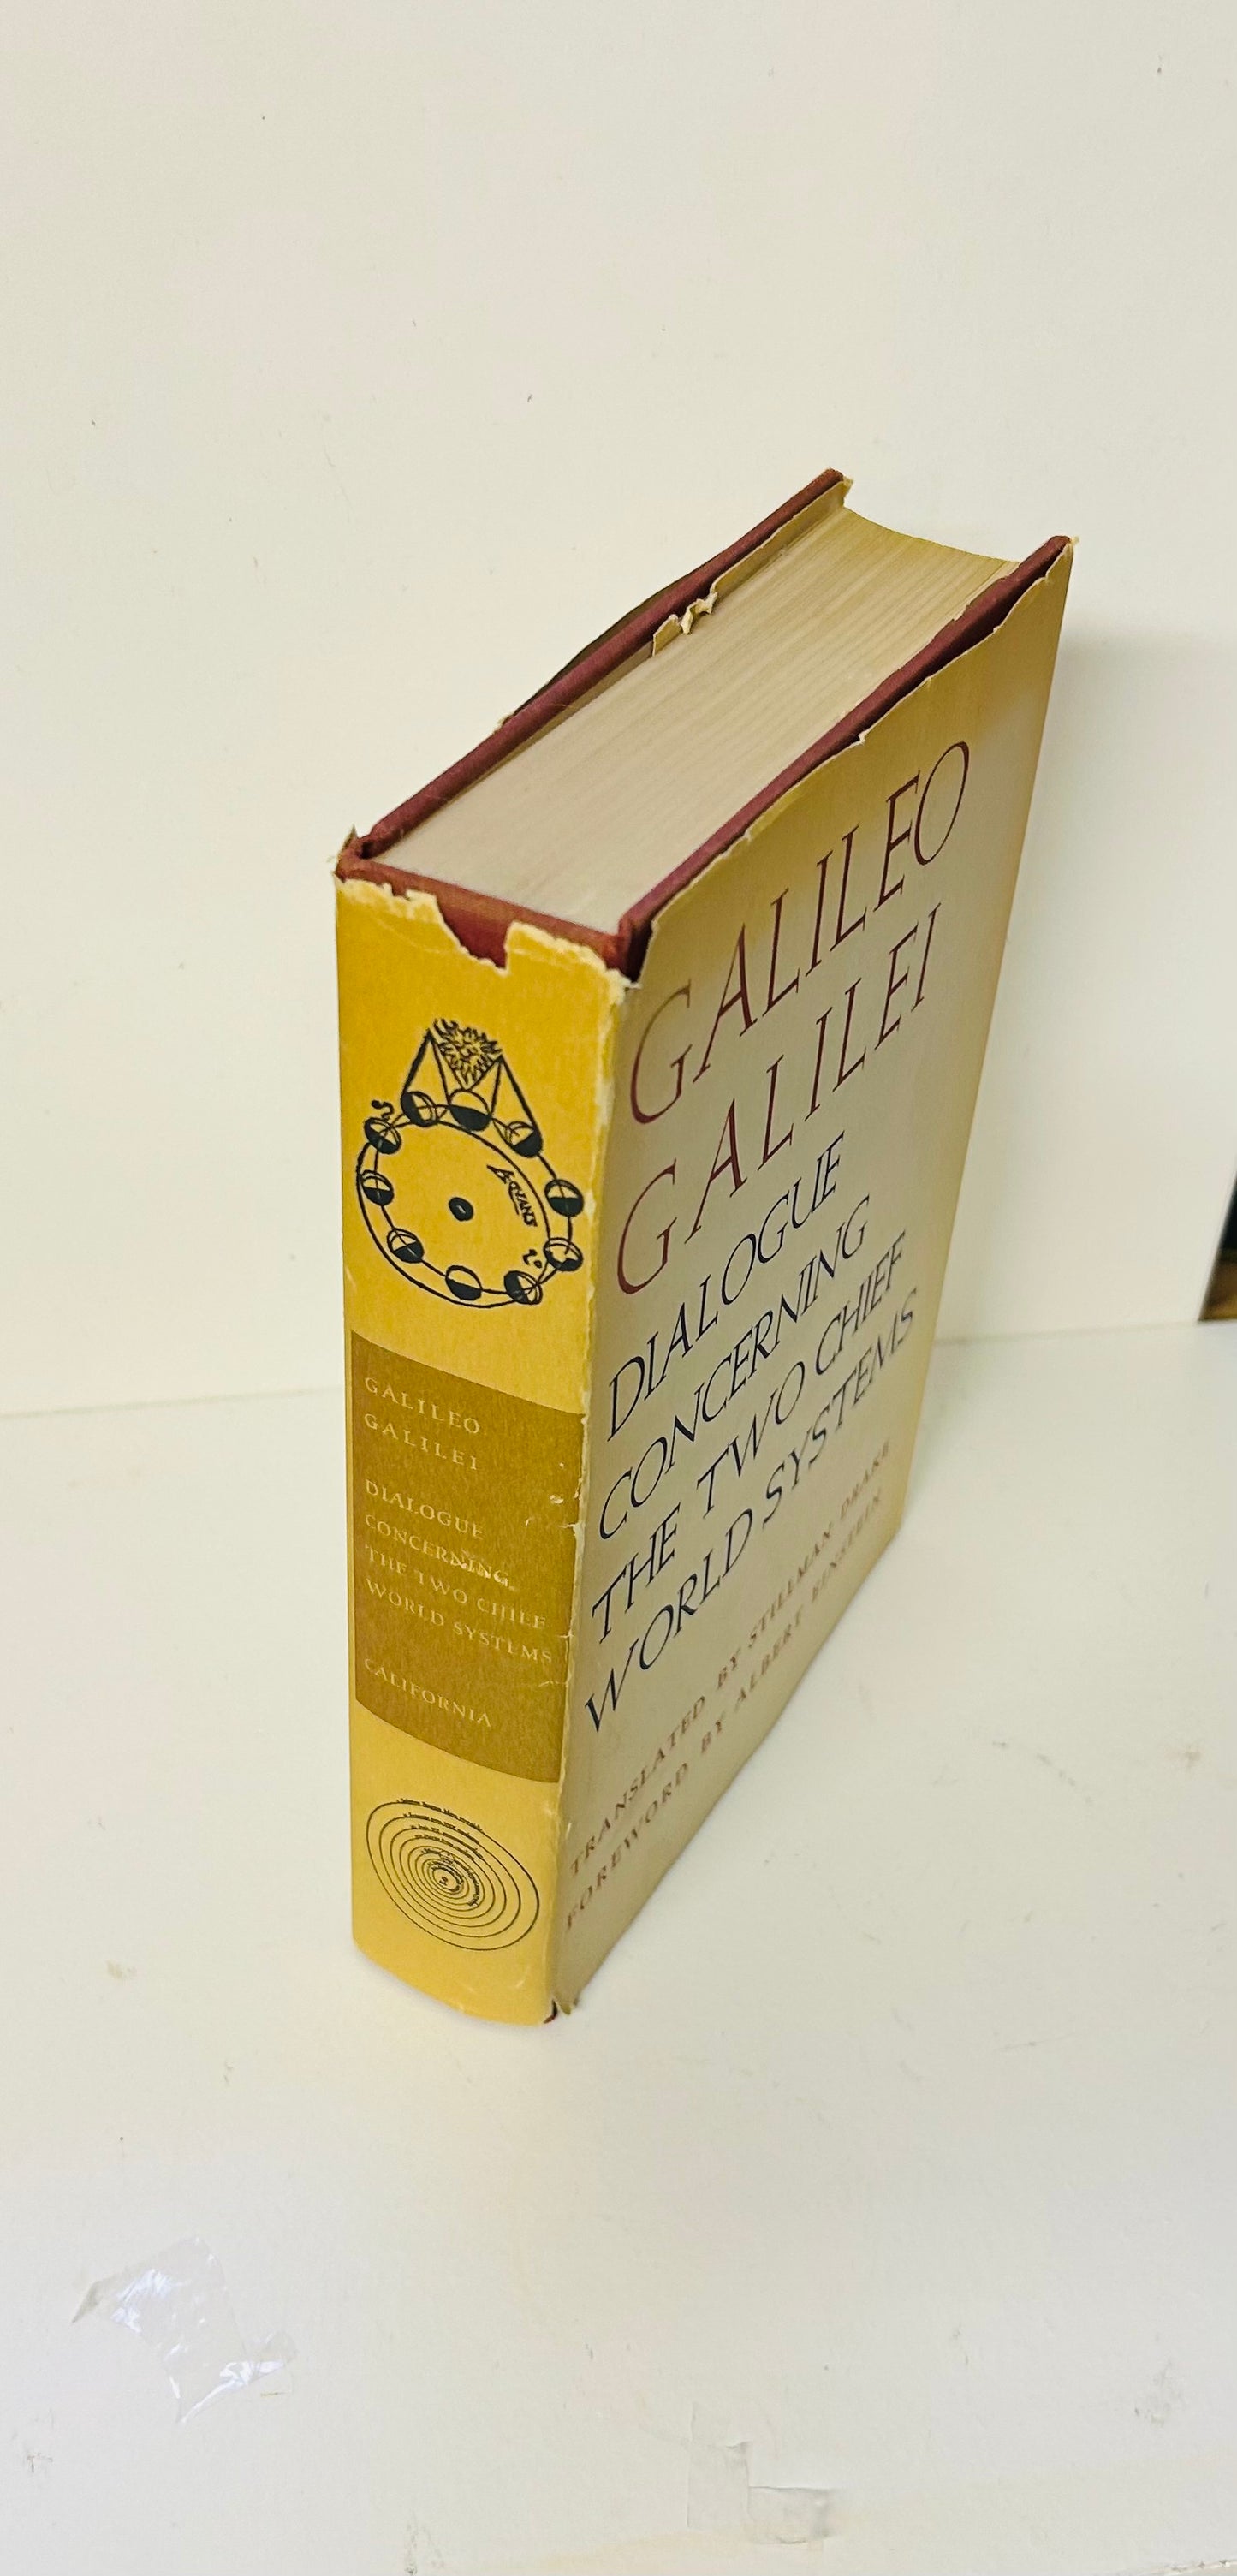 GALILEO
GALILEI
DIALOGUE
CONCERNING
THE TWO CHIEF
WORLD SYSTEMS
CALIFORNIA
GALILEO
GALILEI
DIALOGUE
CONCERNING
THE TWO CHIEF
WORLD SYSTEMS
TRANSLATED BY STILLMAN DRAKE
FOREWORD BY ALBERT EINSTEIN